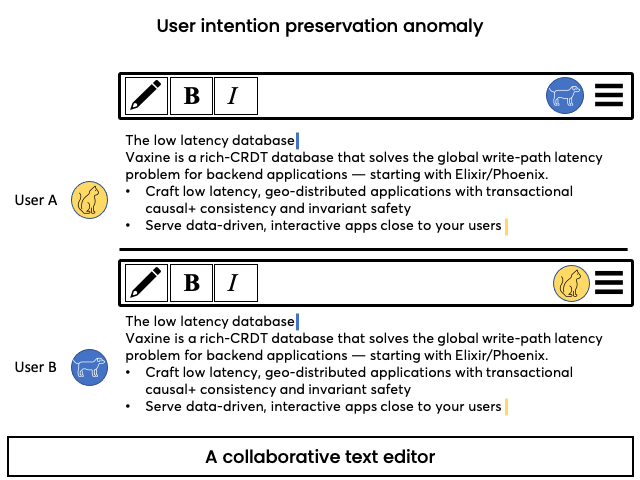 User intention preservation anomaly
B I
The low latency database
Vaxine is a rich-CRDT database that solves the global write-path latency
problem for backend applications — starting with Elixir/Phoenix.
• Craft low latency, geo-distributed applications with transactional
causal+ consistency and invariant safety
• Serve data-driven, interactive apps close to your users
User A
B I
The low latency database
Vaxine is a rich-CRDT database that solves the global write-path latency
problem for backend applications — starting with Elixir/Phoenix.
• Craft low latency, geo-distributed applications with transactional
causal+ consistency and invariant safety
• Serve data-driven, interactive apps close to your users
User B
A collaborative text editor